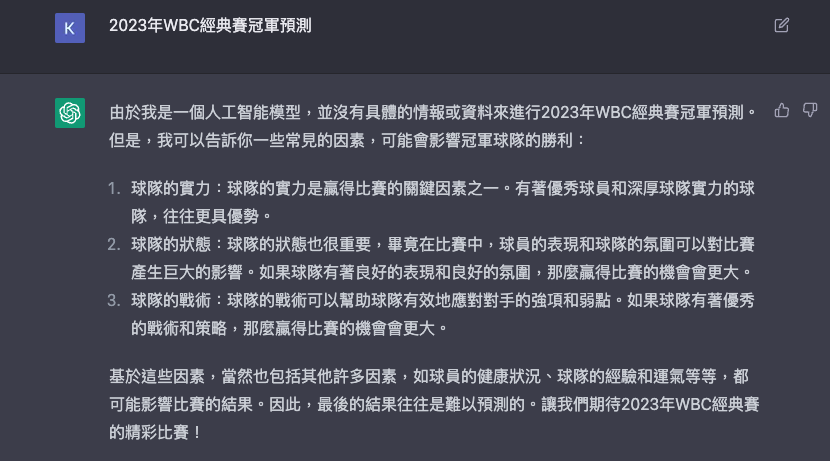 K
2023年WBC經典賽冠軍預測
由於我是一個人工智能模型，並沒有具體的情報或資料來進行2023年WBC經典賽冠軍預測。
但是，我可以告訴你一些常見的因素，可能會影響冠軍球隊的勝利：
1. 球隊的實力：球隊的實力是贏得比賽的關鍵因素之一。有著優秀球員和深厚球隊實力的球
隊，往往更具優勢。
2. 球隊的狀態：球隊的狀態也很重要，畢竟在比賽中，球員的表現和球隊的氛圍可以對比賽
產生巨大的影響。如果球隊有著良好的表現和良好的氛圍，那麼贏得比賽的機會會更大。
3. 球隊的戰術：球隊的戰術可以幫助球隊有效地應對對手的強項和弱點。如果球隊有著優秀
的戰術和策略，那麼贏得比賽的機會會更大。
基於這些因素，當然也包括其他許多因素，如球員的健康狀況、球隊的經驗和運氣等等，都
可能影響比賽的結果。因此，最後的結果往往是難以預測的。讓我們期待2023年WBC經典賽
的精彩比賽！